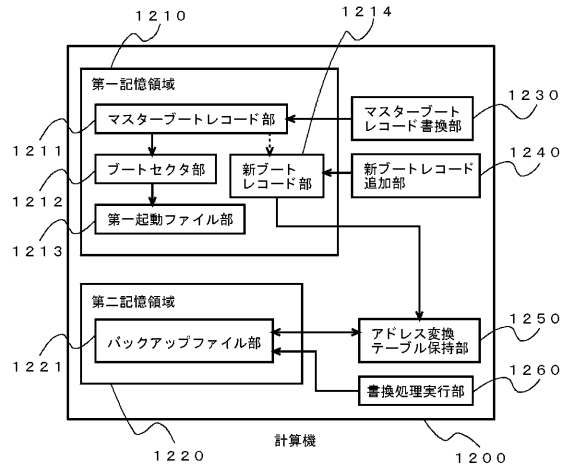 1210
1214
第一記憶領域
マスターブートレコード部
マスターブート
レコード書換部
1230
1211
ブートセクタ部
新ブート
レコード部
新ブートレコード
追加部
1240
1212
第一起動ファイル部
1213
第二記憶領域
バックアップファイル部
アドレス変換
テーブル保持部
1250
1221
書換処理実行部
1260
1220
計算機
1200